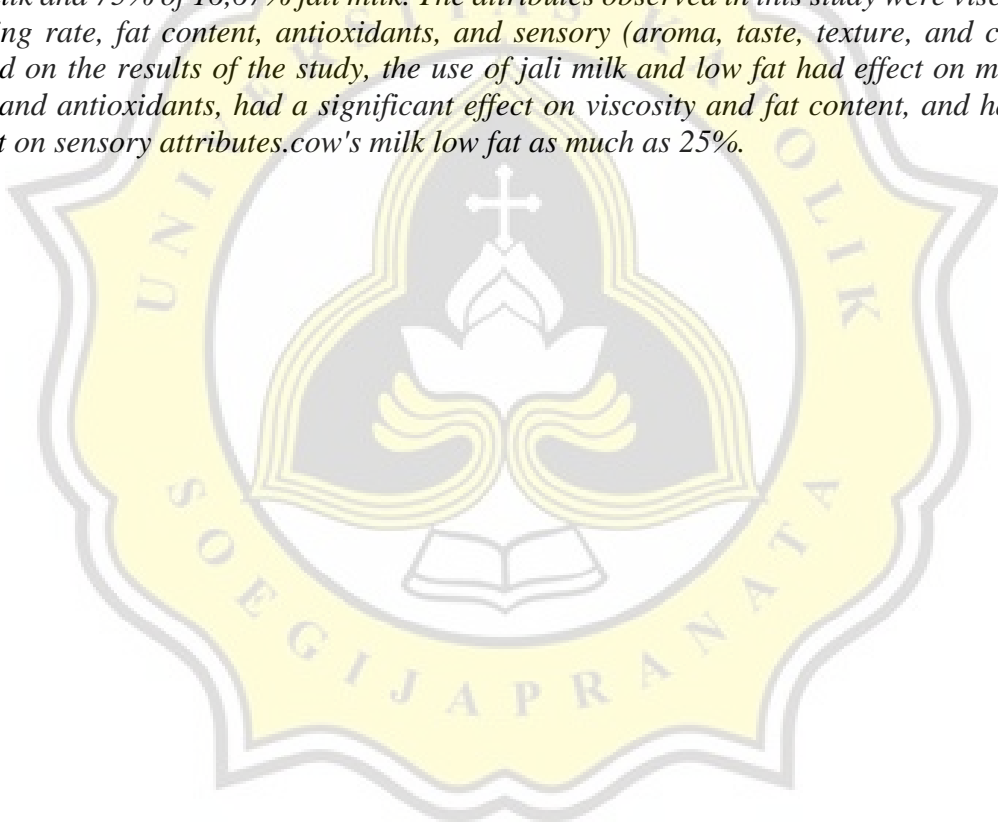 ilk and 75% of 16,67% jali milk. The attributes observed in this study were visc
ing rate, fat content, antioxidants, and sensory (aroma, taste, texture, and c
d on the results of the study, the use of jali milk and low fat had effect on m
and antioxidants, had a significant effect on viscosity and fat content, and ha
t on sensory attributes.cow's milk low fat as much as 25%.
UNIVERSITAS KATOLIK
SOEGIJAPRANATA